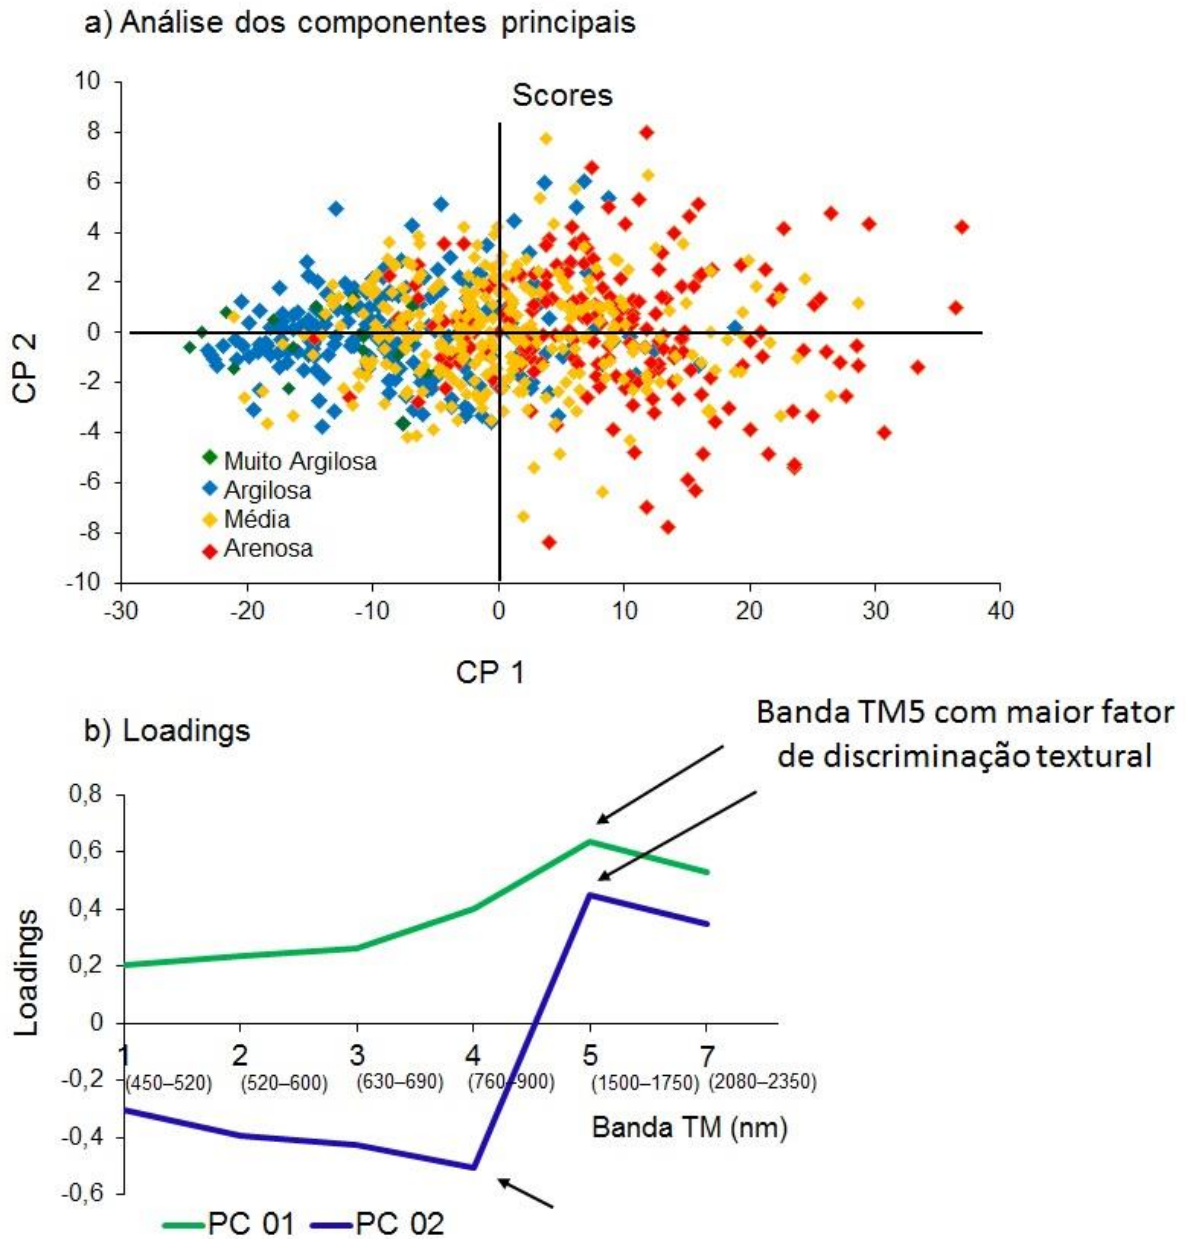 a) Análise dos componentes principais
10
8
6
4
2
0
-2
-4
-6
-8
-10
CP 2
Scores
Muito Argilosa
Argilosa
Média
Arenosa
-30
-20
-10
0
10
20
30
40
CP 1
Banda TM5 com maior fator
de discriminação textural
b) Loadings
0,8
0,6
0,4
0,2
0
-0,2
-0,4
-0,6
Loadings
1
2
3
4
5
7
(450–520)
(520–600)
(630–690)
(760–900)
(1500–1750)
(2080–2350)
Banda TM (nm)
PC 01
PC 02